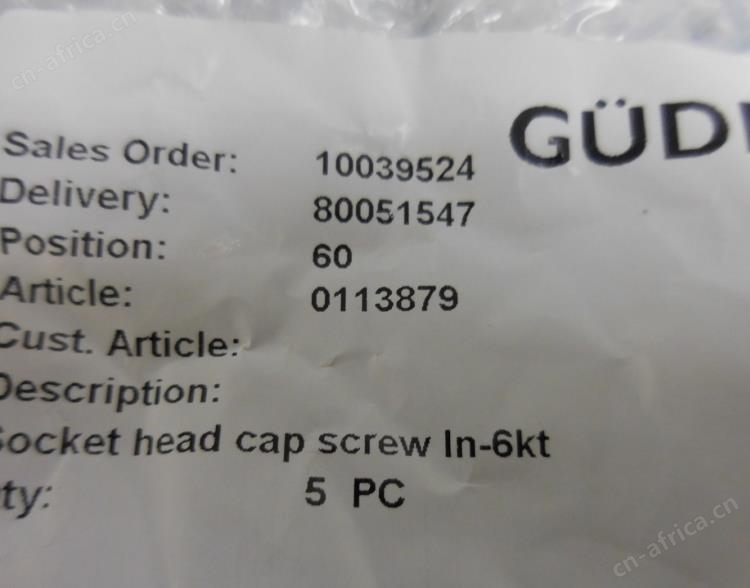 cn-africa.cn
GÜD
Sales Order: 10039524
Delivery: 80051547
Position: 60
Article: 0113879
Cust. Article:
Description:
Socket head cap screw In-6kt
ty: 5 PC
cn-africa.cn